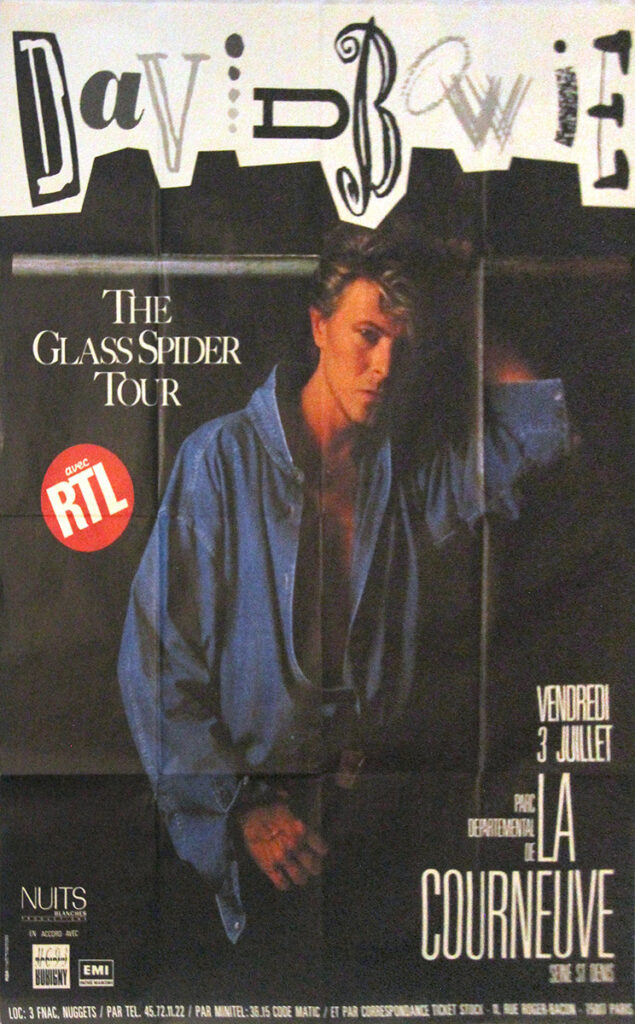 DaviD BowiE
THE
GLASS SPIDER
TOUR
avec
RTL
VENDREDI
3 JUILLET
PARC
DEPARTEMENTAL
DE
LA
COURNEUVE
SEINE ST DENIS
NUITS
BLANCHES
PRODUCTIONS
EN ACCORD AVEC
BOBIGNY
EMI
LOC: 3 FNAC, NUGGETS / PAR TEL. 45.72.11.22 / PAR MINITEL: 36.15 CODE MATIC / ET PAR CORRESPONDANCE TICKET STOCK - 11, RUE ROGER-BACON - 75017 PARIS